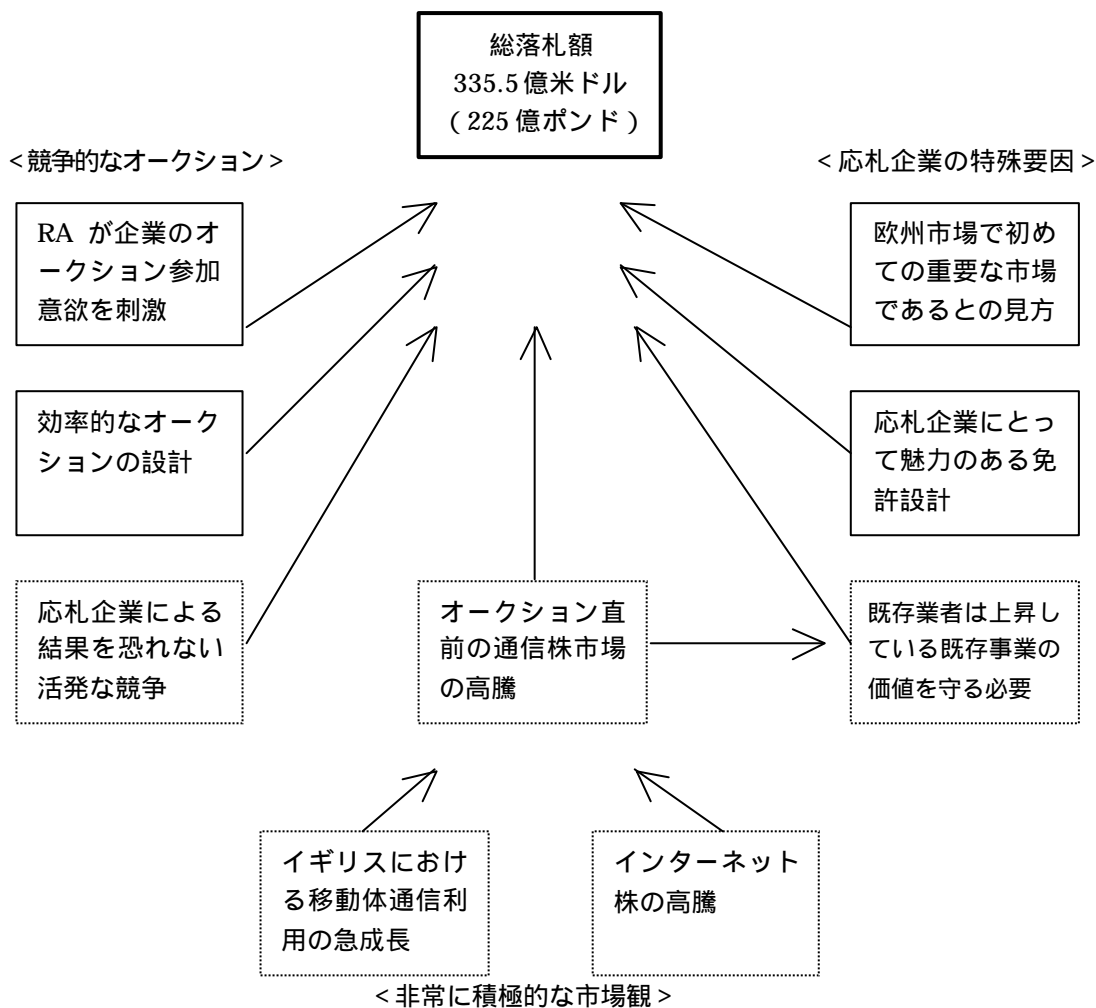 総落札額
335.5億米ドル
（225億ポンド）
<競争的なオークション>
RA が企業のオ
ークション参加
意欲を刺激
効率的なオーク
ションの設計
応札企業による
結果を恐れない
活発な競争
<応札企業の特殊要因>
欧州市場で初め
ての重要な市場
であるとの見方
応札企業にとっ
て魅力のある免
許設計
既存業者は上昇し
ている既存事業の
価値を守る必要
オークション直
前の通信株市場
の高騰
イギリスにおけ
る移動体通信利
用の急成長
インターネット
株の高騰
<非常に積極的な市場観>